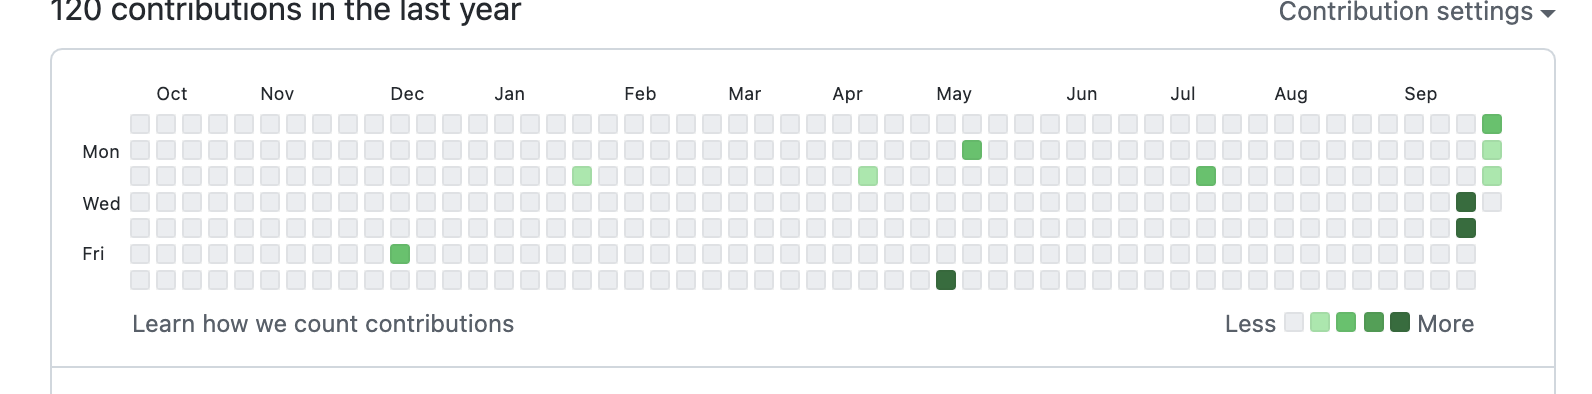 120 contributions in the last year
Contribution settings
Oct Nov Dec Jan Feb Mar Apr May Jun Jul Aug Sep
Mon
Wed
Fri
Learn how we count contributions
Less More